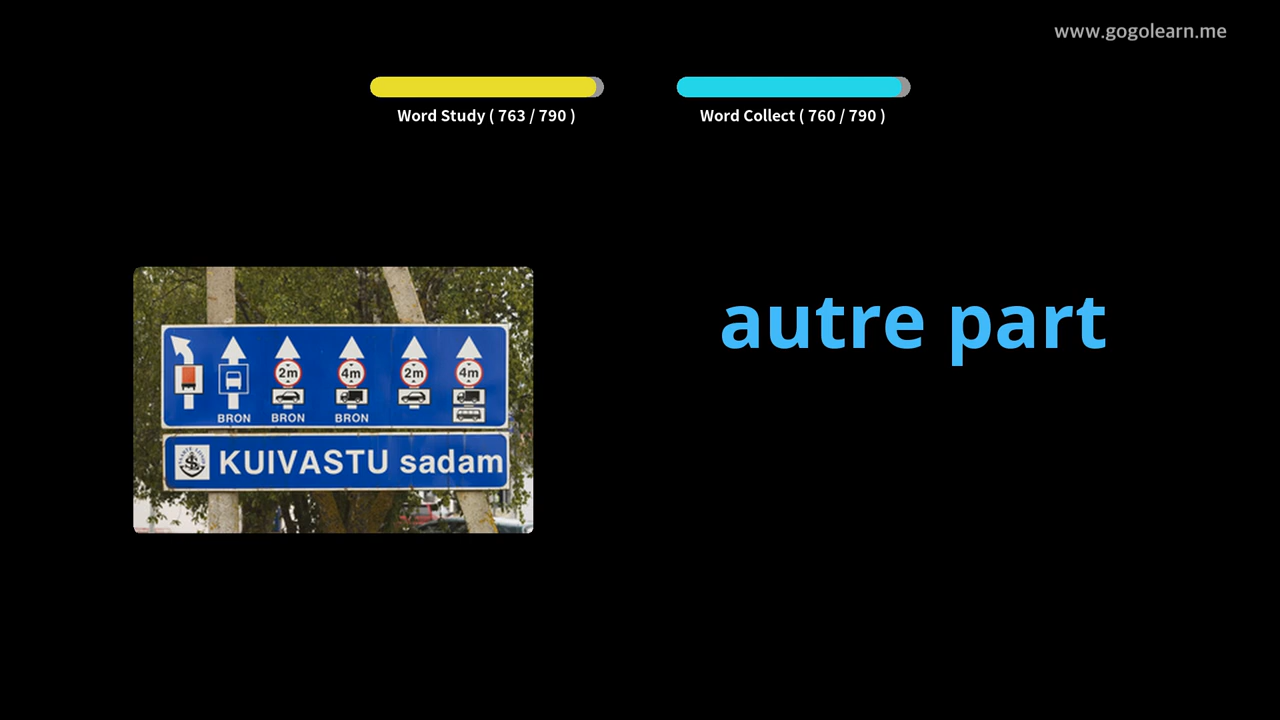 www.gogolearn.me
Word Study ( 763 / 790 )
Word Collect ( 760 / 790 )
autre part
2m
4m
2m
4m
BRON
BRON
BRON
KUIVASTU sadam